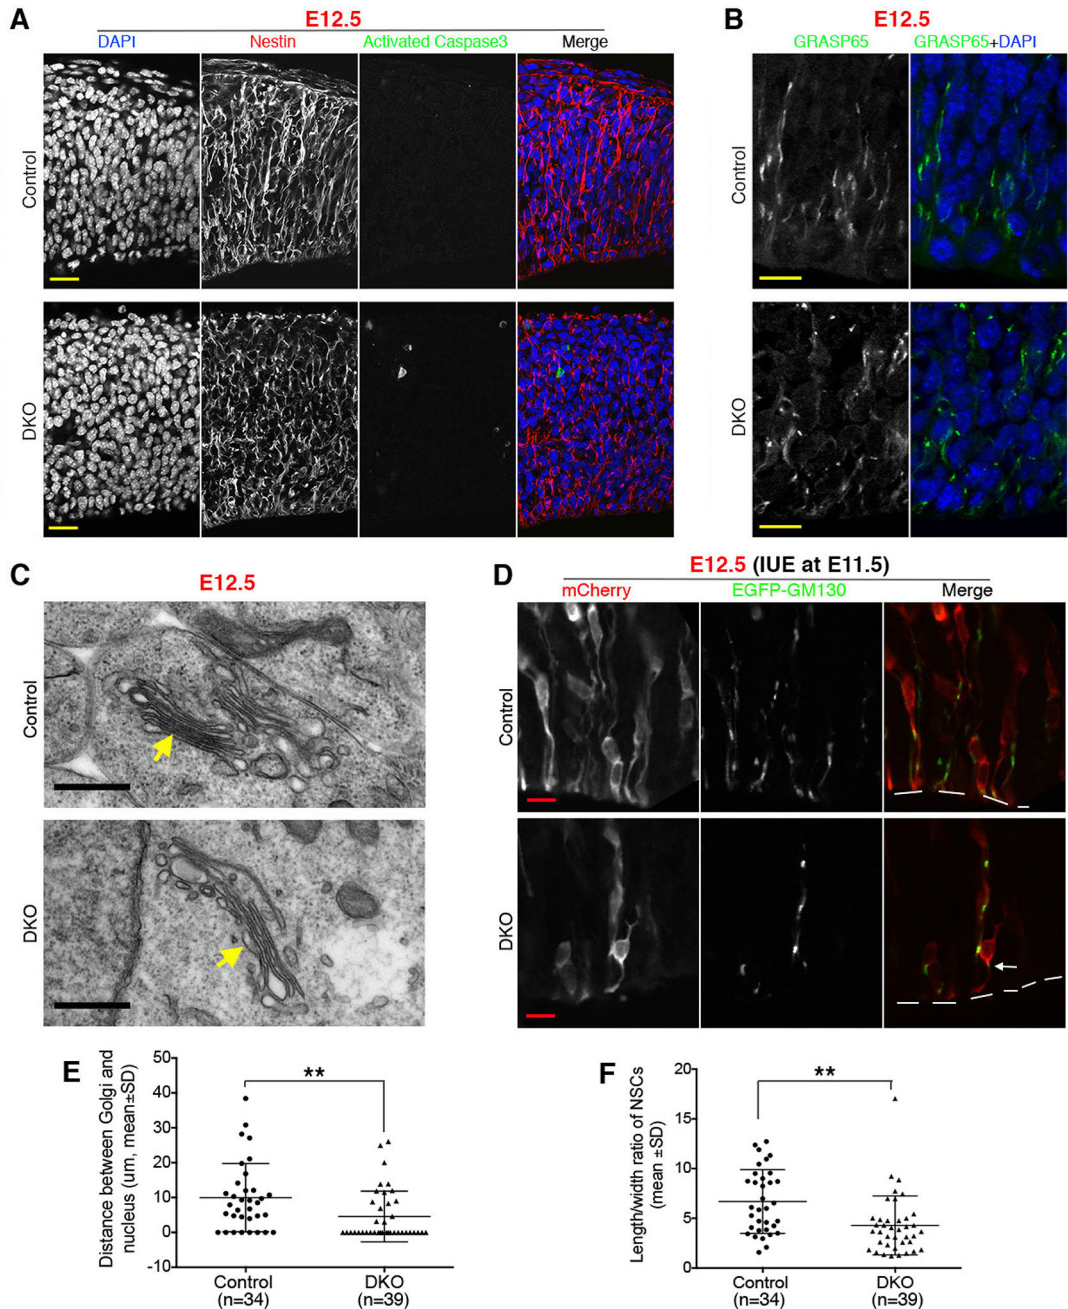 A
E12.5
DAPI
Nestin
Activated Caspase3
Merge
Control
DKO
B
E12.5
GRASP65
GRASP65+DAPI
Control
DKO
C
E12.5
Control
DKO
D
E12.5 (IUE at E11.5)
mCherry
EGFP-GM130
Merge
Control
DKO
E
Distance between Golgi and
nucleus (um, mean±SD)
50
40
30
20
10
0
-10
**
Control
(n=34)
DKO
(n=39)
F
Length/width ratio of NSCs
(mean ±SD)
20
15
10
5
0
**
Control
(n=34)
DKO
(n=39)